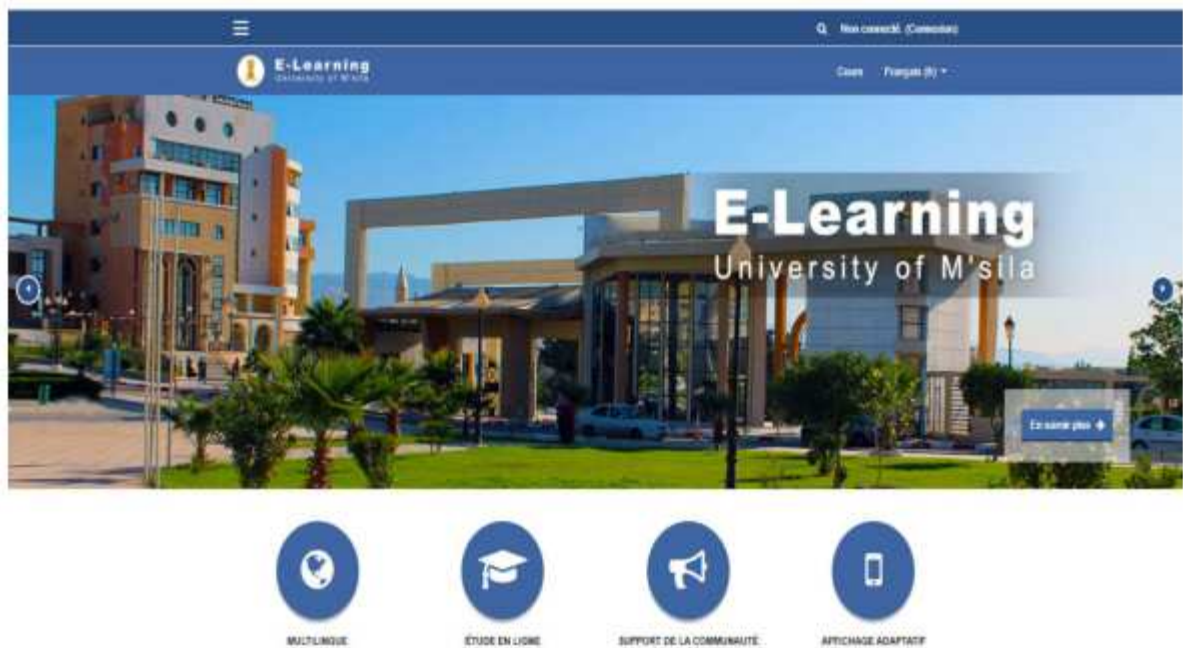 Non connecté. (Connexion)
E-Learning
University of M'sila
Cours Français (fr)
E-Learning
University of M'sila
En savoir plus
MULTILINGUE
ÉTUDE EN LIGNE
SUPPORT DE LA COMMUNAUTÉ
AFFICHAGE ADAPTATIF